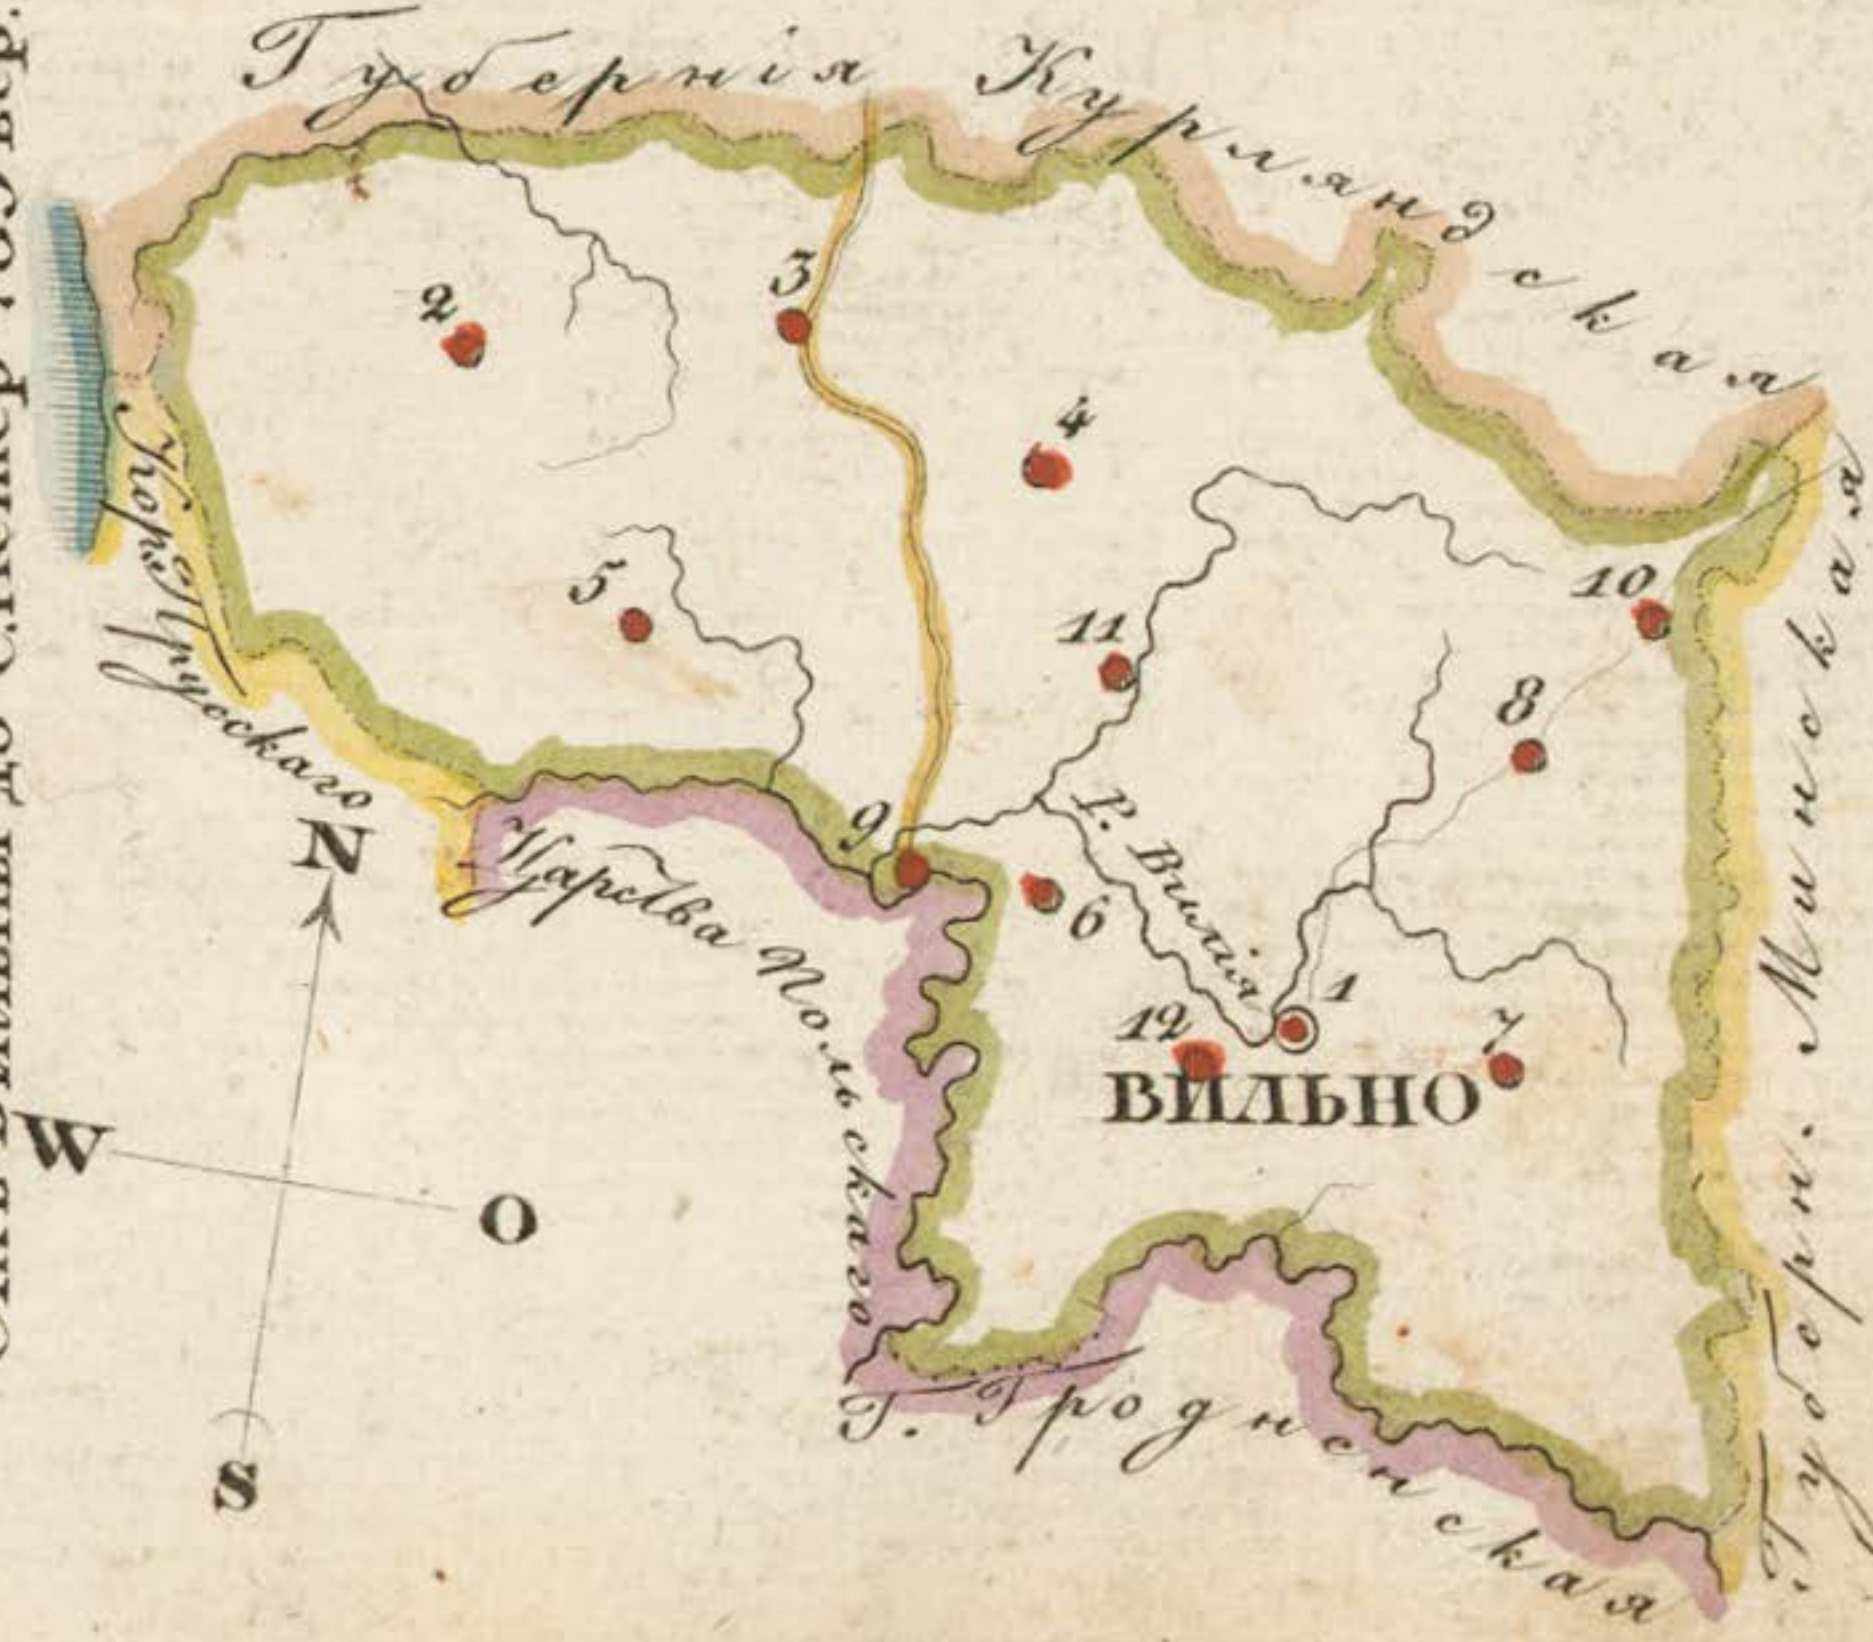 Губернія Курляндская
2
3
4
10
5
11
8
Корол. Прусскаго
9
Р. Вилія
6
N
Царства Польскаго
1
12
7
ВИЛЬНО
W
O
S
Г. Гродненская
Губерн. Минская